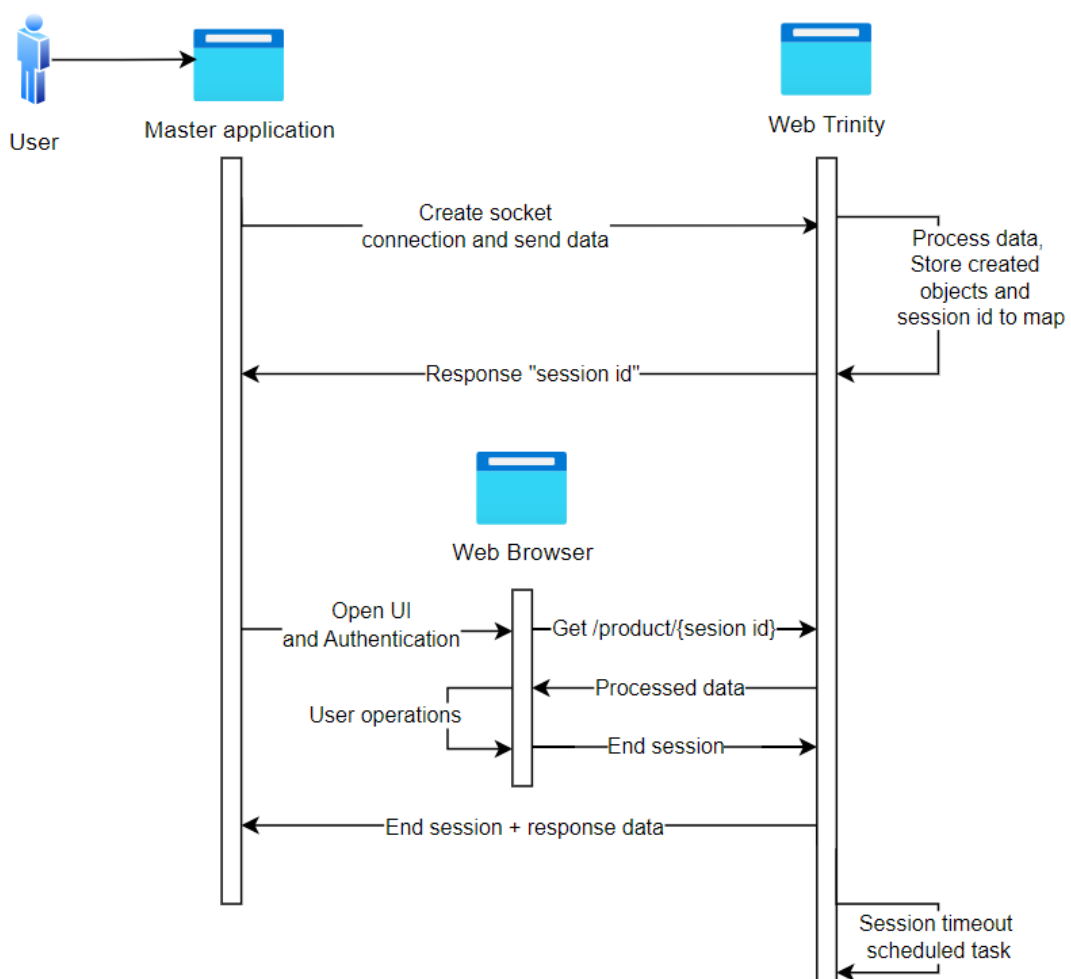 User
Master application
Web Trinity
Create socket
connection and send data
Process data,
Store created
objects and
session id to map
Response "session id"
Web Browser
Open UI
and Authentication
Get /product/{sesion id}
Processed data
User operations
End session
End session + response data
Session timeout
scheduled task